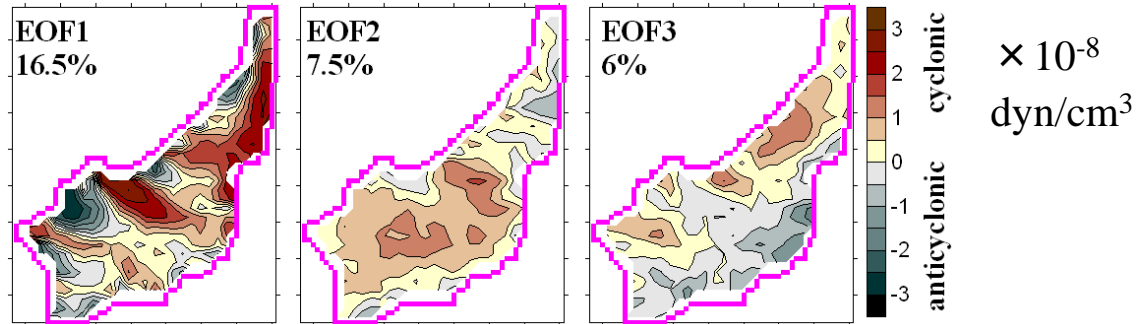 EOF1
16.5%
EOF2
7.5%
EOF3
6%
3
2
1
0
-1
-2
-3
cyclonic
anticyclonic
×10⁻⁸
dyn/cm³